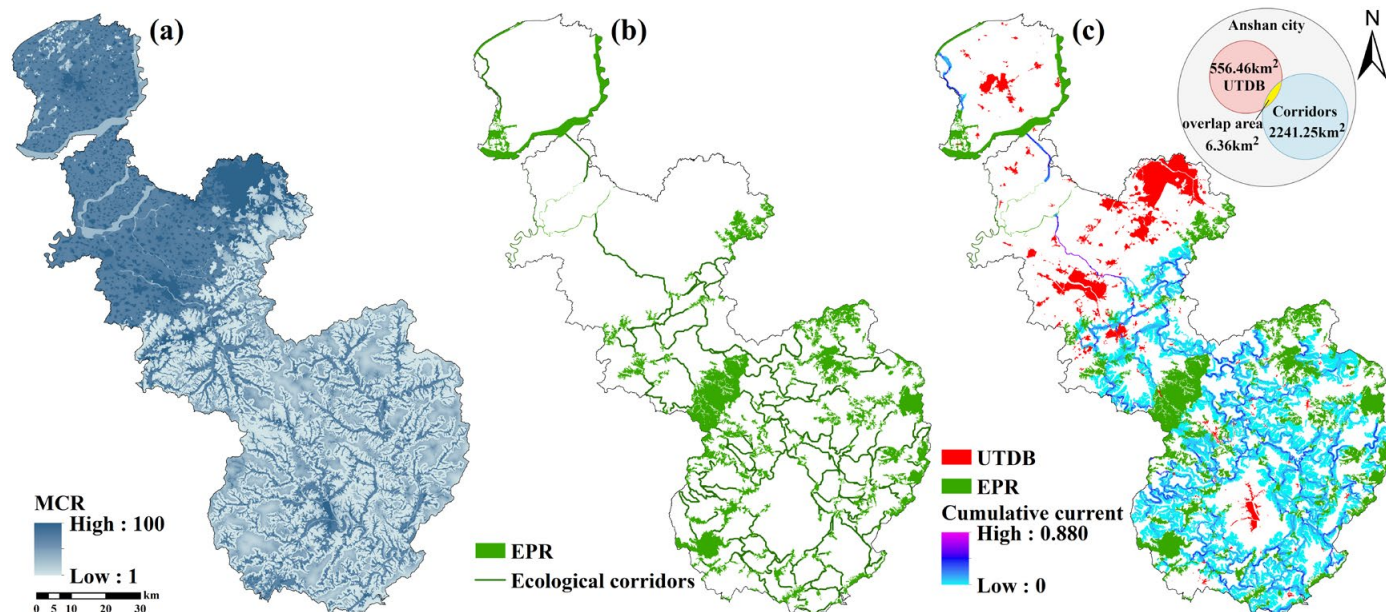 (a)
MCR
High : 100
Low : 1
km
0 5 10 20 30
(b)
EPR
Ecological corridors
(c)
Anshan city
556.46km²
UTDB
Corridors
2241.25km²
overlap area
6.36km²
N
UTDB
EPR
Cumulative current
High : 0.880
Low : 0